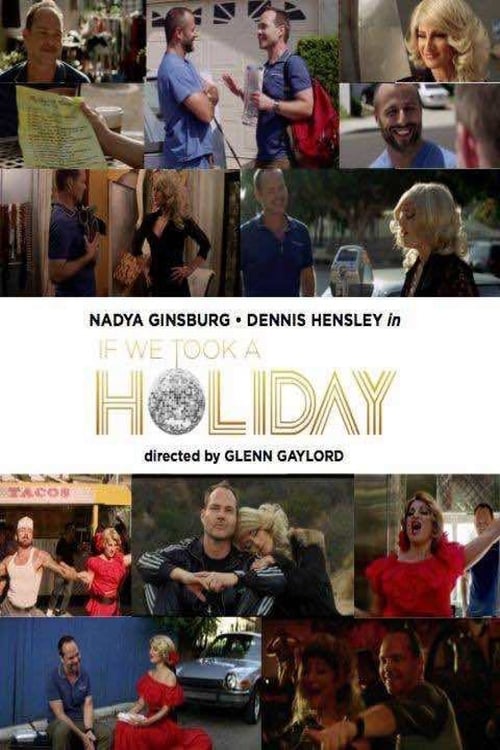 NADYA GINSBURG • DENNIS HENSLEY in
IF WE TOOK A
HOLIDAY
directed by GLENN GAYLORD
TACOS